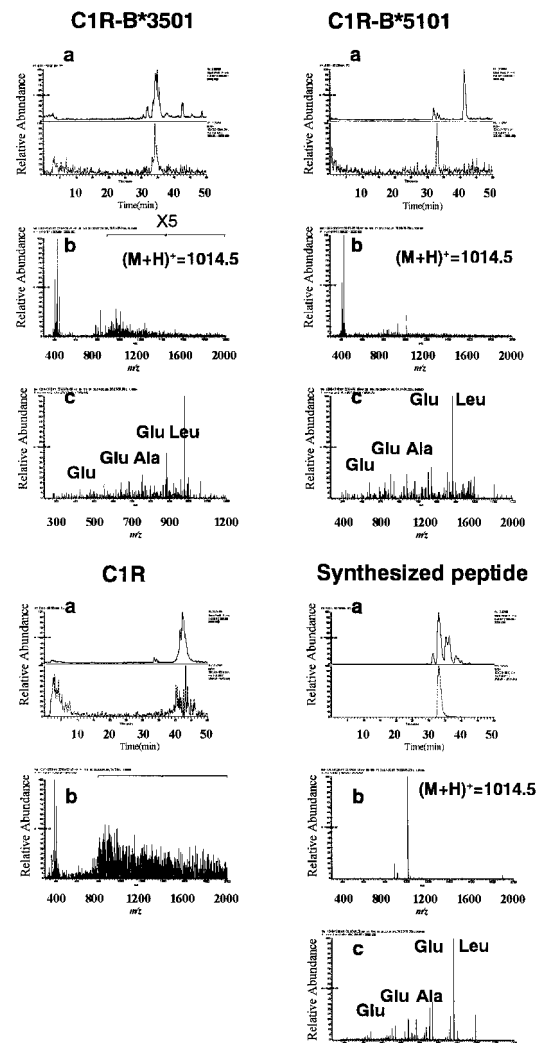 C1R-B*3501
a
Relative Abundance
10 20 30 40 50
Time(min)
X5
b
(M+H)⁺=1014.5
Relative Abundance
400 800 1200 1600 2000
m/z
c
Glu Leu
Glu Ala
Glu
Relative Abundance
300 600 900 1200
m/z
C1R-B*5101
a
Relative Abundance
10 20 30 40 50
Time(min)
b
(M+H)⁺=1014.5
Relative Abundance
400 800 1200 1600 2000
m/z
c
Glu Leu
Glu Ala
Glu
Relative Abundance
400 800 1200 1600 2000
m/z
C1R
a
Relative Abundance
10 20 30 40 50
Time(min)
b
Relative Abundance
400 800 1200 1600 2000
m/z
Synthesized peptide
a
Relative Abundance
10 20 30 40 50
Time(min)
b
(M+H)⁺=1014.5
Relative Abundance
400 800 1200 1600 2000
m/z
c
Glu Leu
Glu Ala
Glu
Relative Abundance